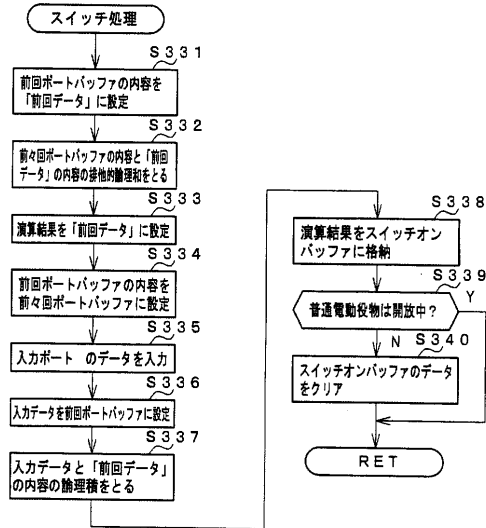 スイッチ処理
S331
前回ポートバッファの内容を
「前回データ」に設定
S332
前々回ポートバッファの内容と「前回
データ」の内容の排他的論理和をとる
S333
演算結果を「前回データ」に設定
S334
前回ポートバッファの内容を
前々回ポートバッファに設定
S335
入力ポート のデータを入力
S336
入力データを前回ポートバッファに設定
S337
入力データと「前回データ」
の内容の論理積をとる
S338
演算結果をスイッチオン
バッファに格納
S339
普通電動役物は開放中?
Y
N
S340
スイッチオンバッファのデータ
をクリア
RET